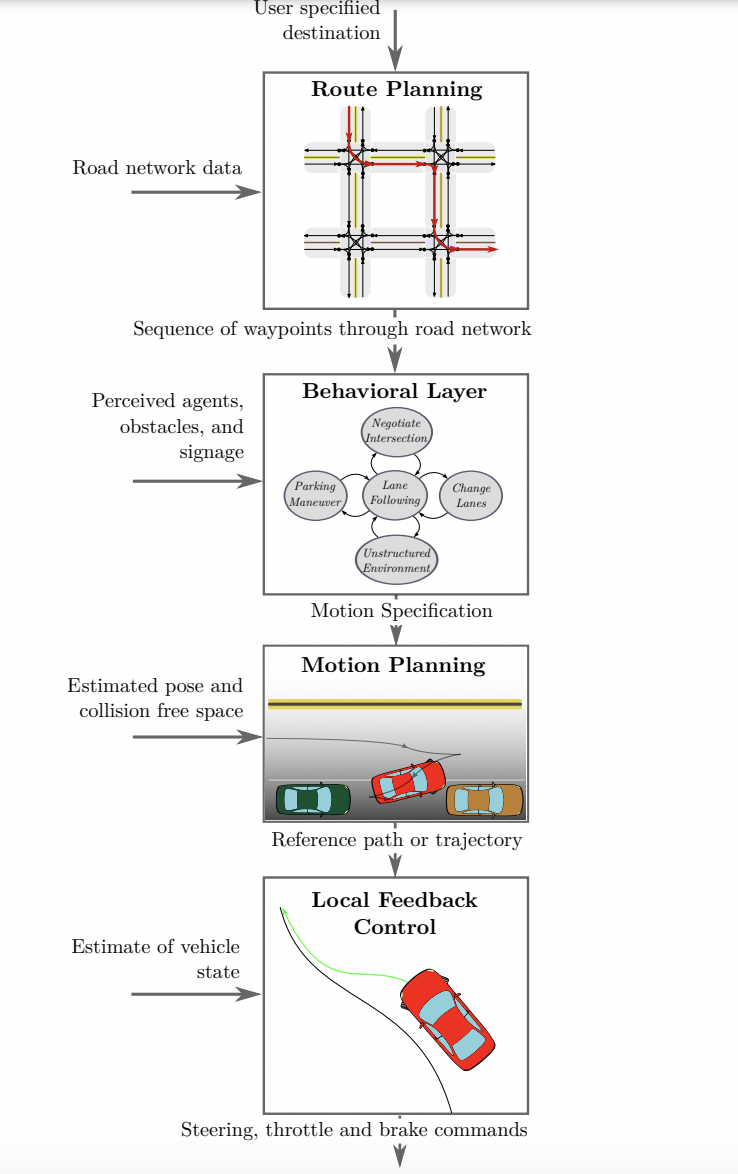 User specifiied
destination
Route Planning
Road network data
Sequence of waypoints through road network
Behavioral Layer
Perceived agents,
obstacles, and
signage
Negotiate
Intersection
Parking
Maneuver
Lane
Following
Change
Lanes
Unstructured
Environment
Motion Specification
Motion Planning
Estimated pose and
collision free space
Reference path or trajectory
Local Feedback
Control
Estimate of vehicle
state
Steering, throttle and brake commands